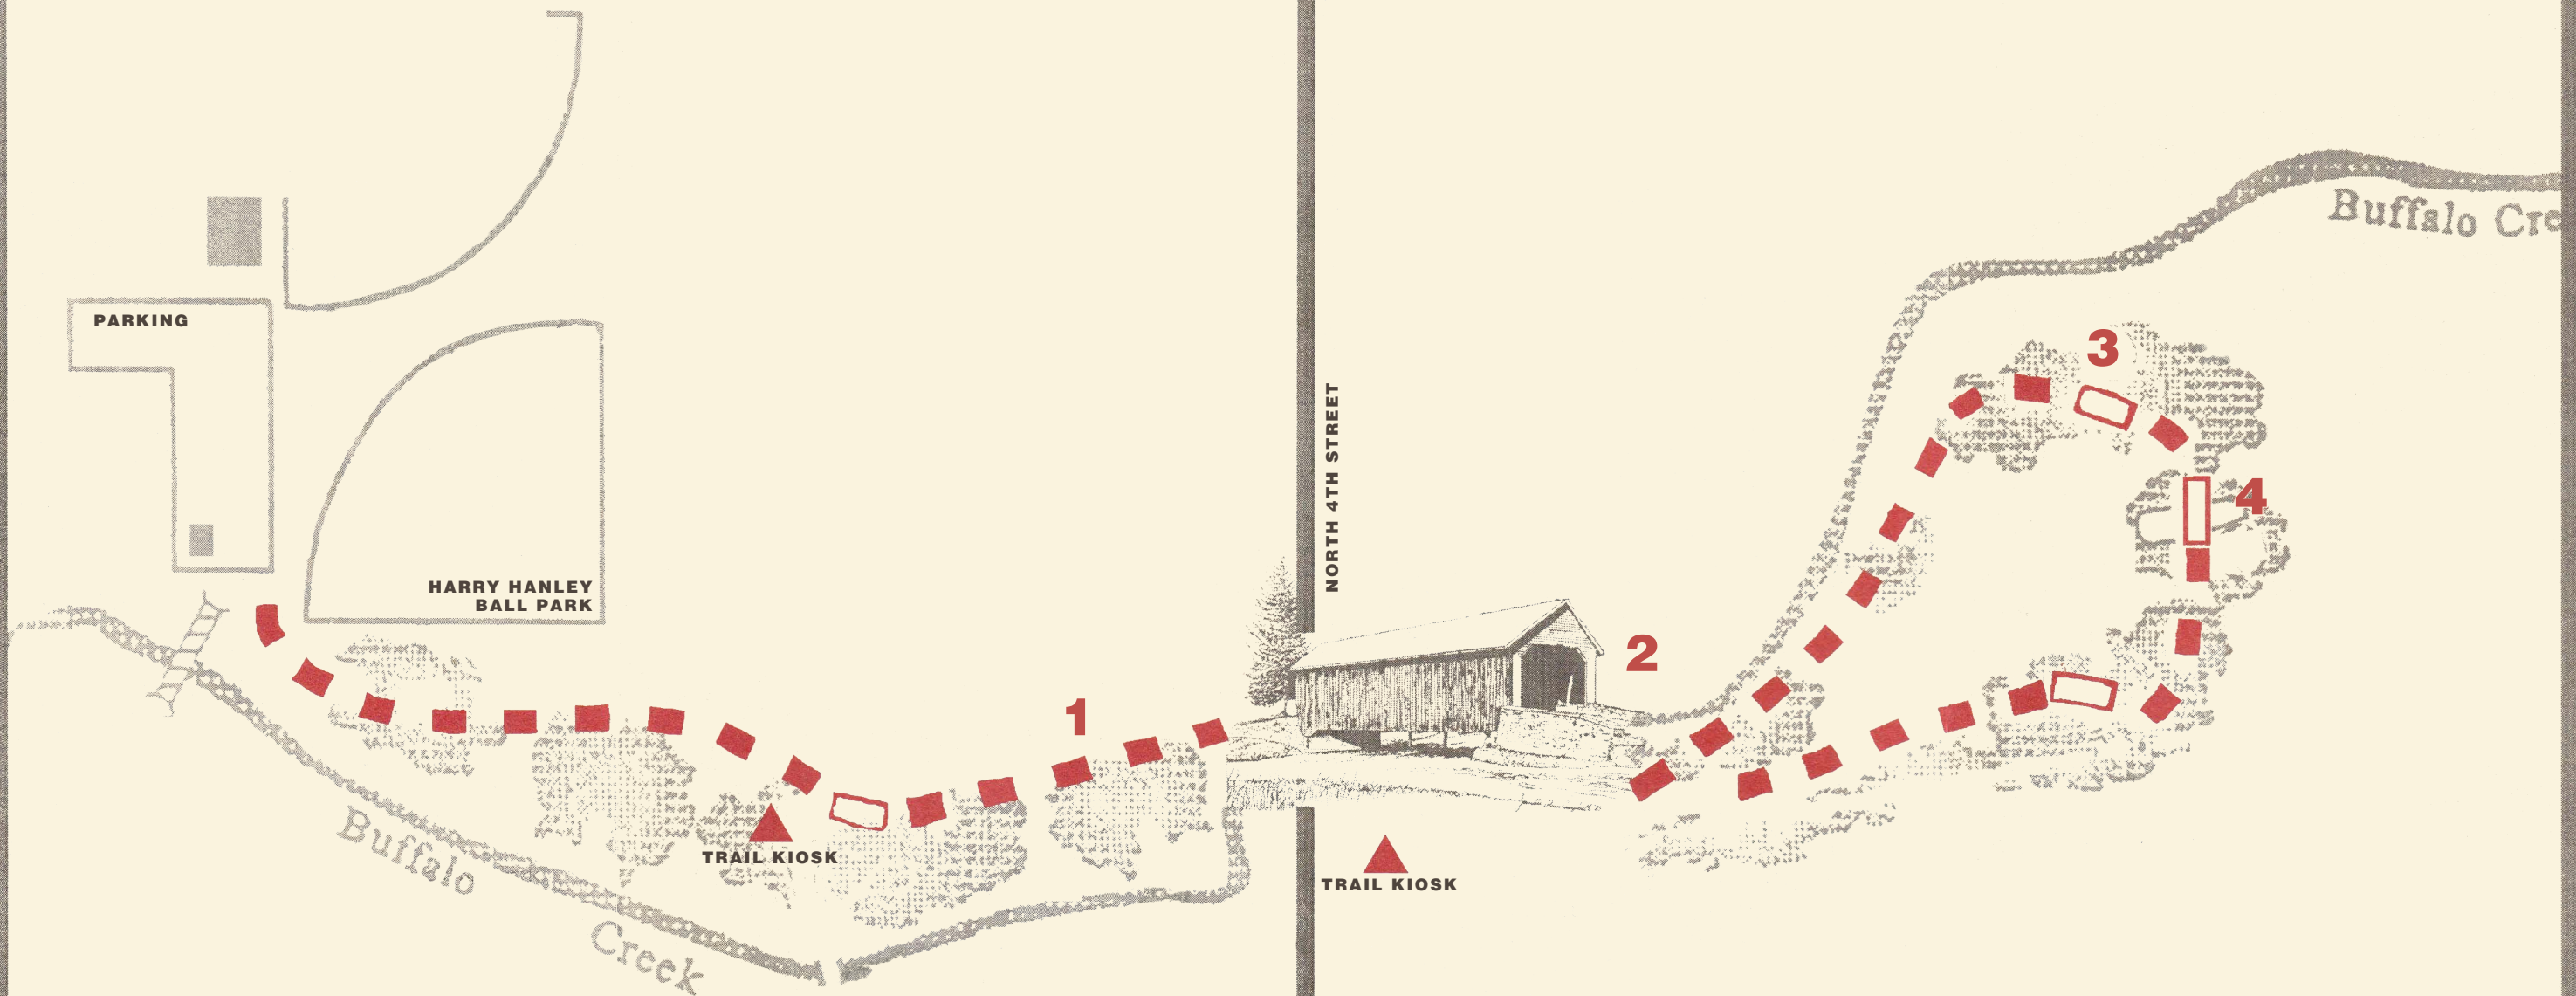 PARKING
HARRY HANLEY
BALL PARK
Buffalo
Creek
TRAIL KIOSK
1
NORTH 4TH STREET
2
TRAIL KIOSK
3
4
Buffalo Cre